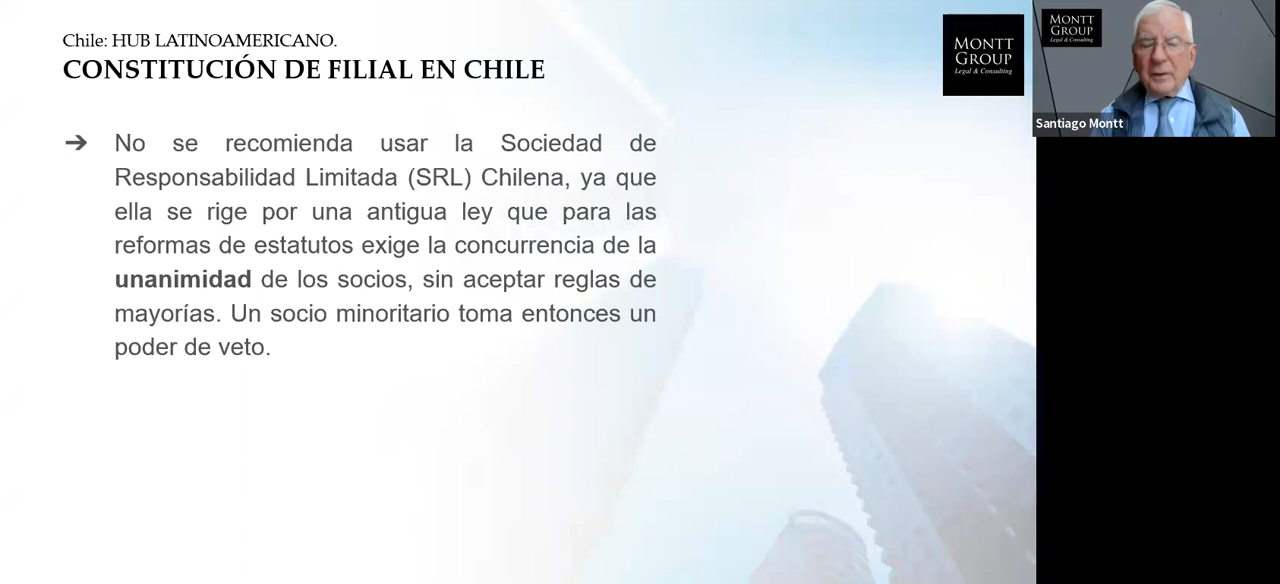 Chile: HUB LATINOAMERICANO.
CONSTITUCIÓN DE FILIAL EN CHILE
➔ No se recomienda usar la Sociedad de
Responsabilidad Limitada (SRL) Chilena, ya que
ella se rige por una antigua ley que para las
reformas de estatutos exige la concurrencia de la
unanimidad de los socios, sin aceptar reglas de
mayorías. Un socio minoritario toma entonces un
poder de veto.
MONTT
GROUP
Legal & Consulting
MONTT
GROUP
Legal & Consulting
Santiago Montt